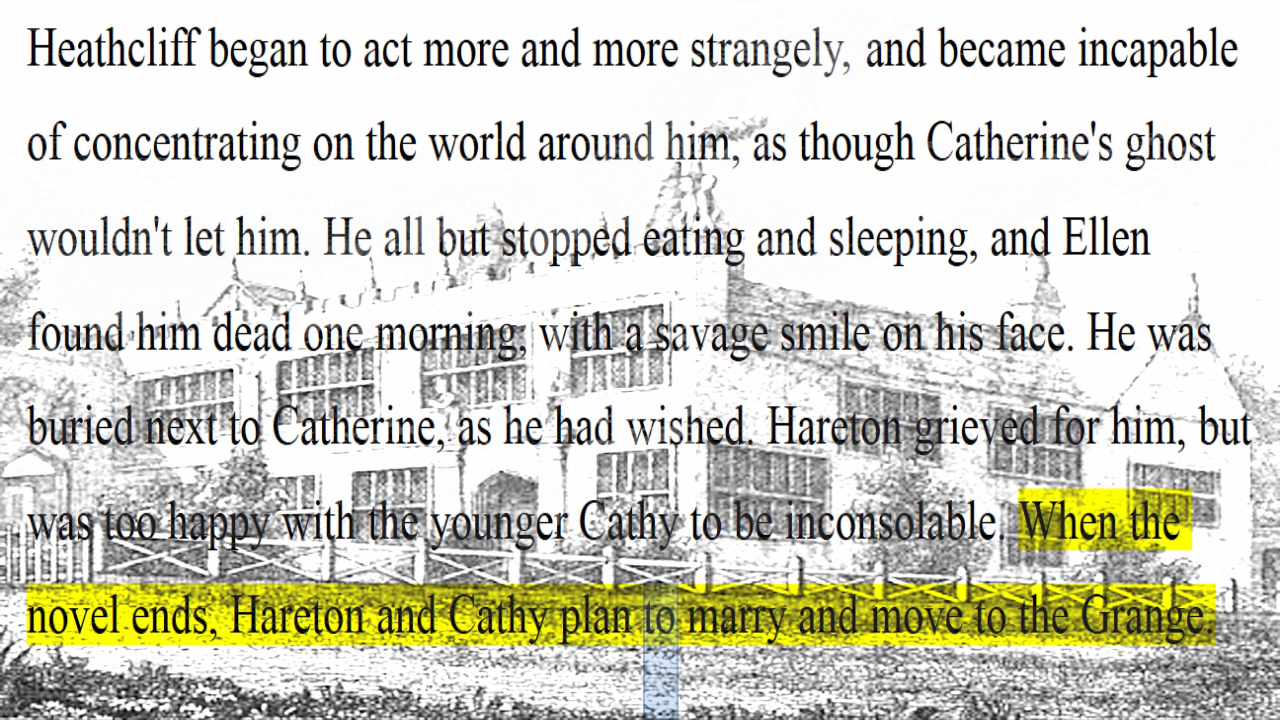 Heathcliff began to act more and more strangely, and became incapable
of concentrating on the world around him, as though Catherine's ghost
wouldn't let him. He all but stopped eating and sleeping, and Ellen
found him dead one morning, with a savage smile on his face. He was
buried next to Catherine, as he had wished. Hareton grieved for him, but
was too happy with the younger Cathy to be inconsolable. When the
novel ends, Hareton and Cathy plan to marry and move to the Grange